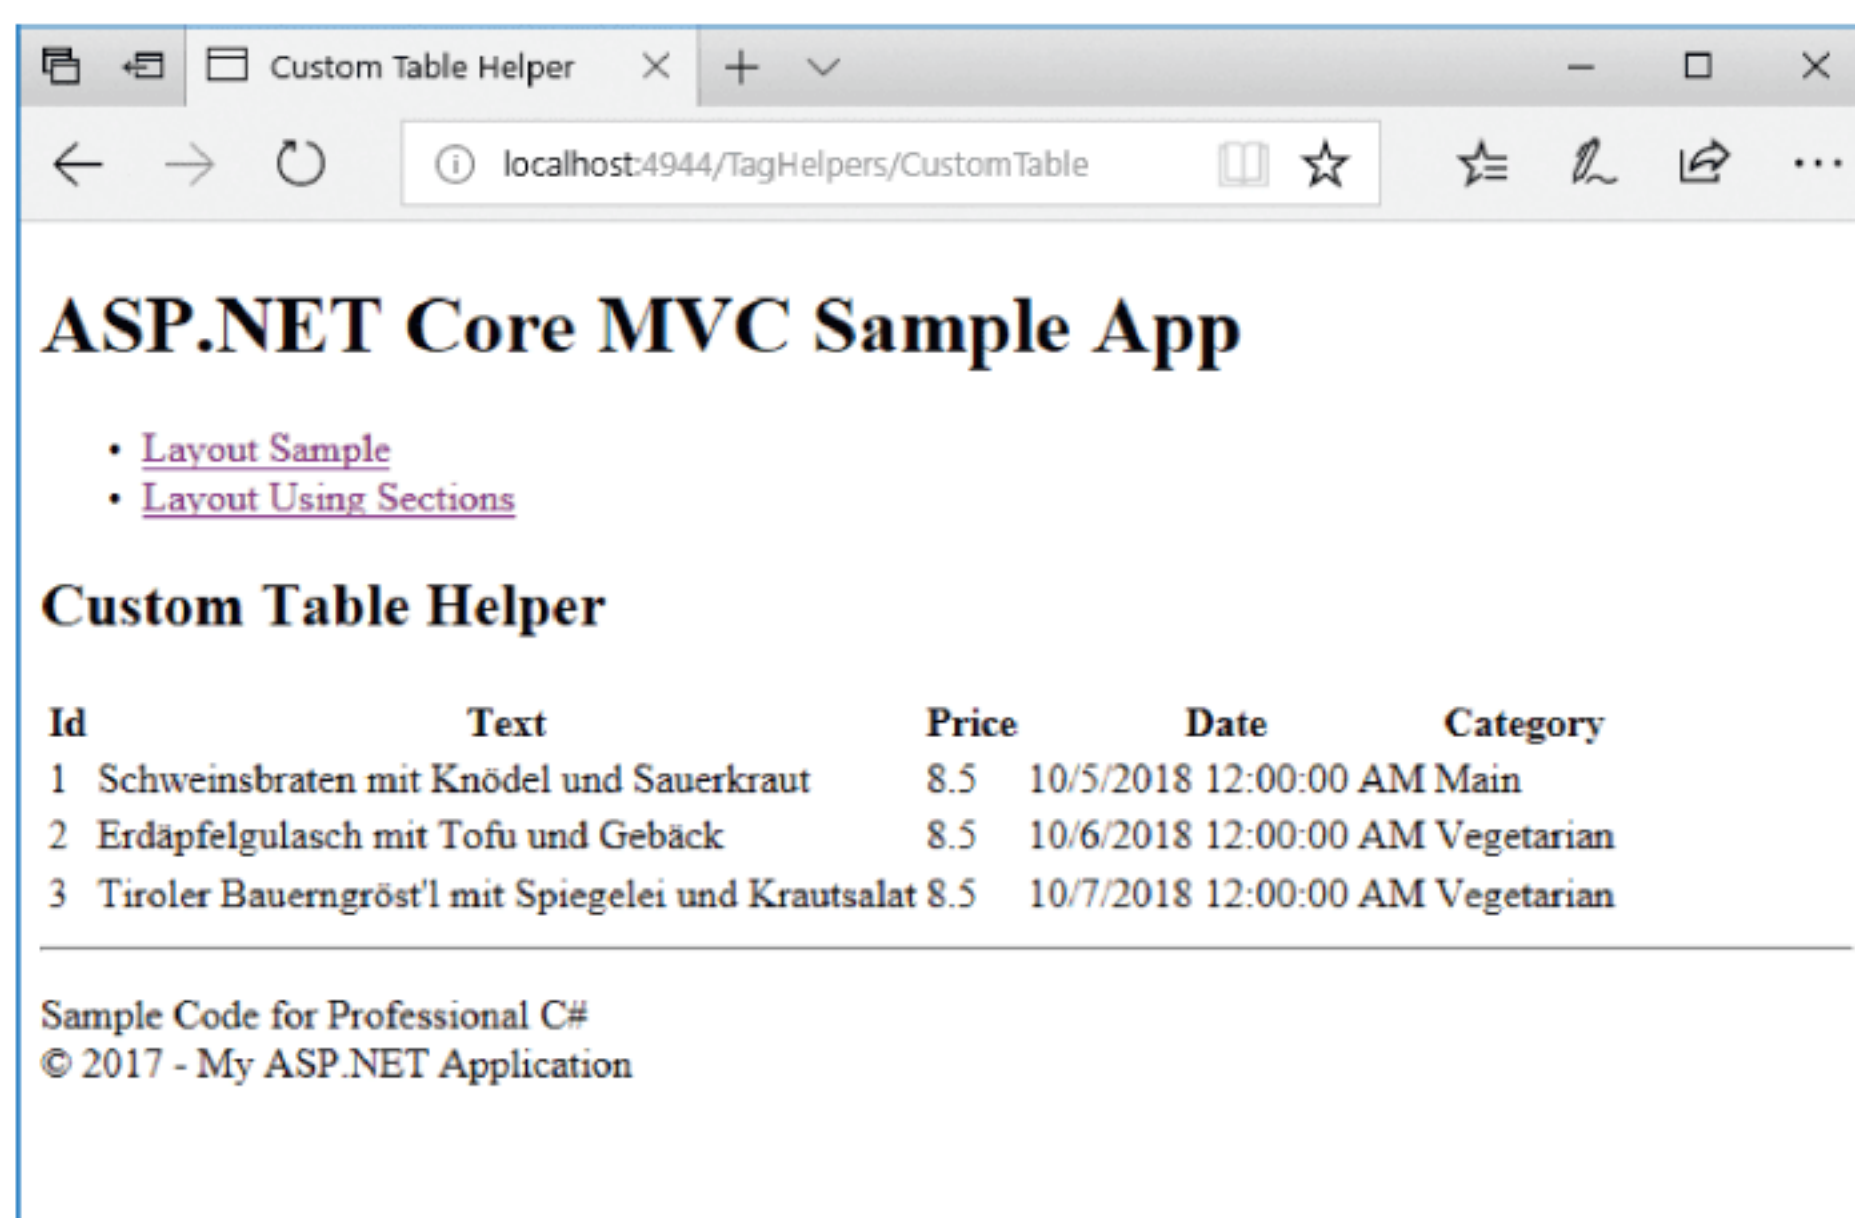 Custom Table Helper
localhost:4944/TagHelpers/CustomTable
ASP.NET Core MVC Sample App
• Layout Sample
• Layout Using Sections
Custom Table Helper
Id Text Price Date Category
1 Schweinsbraten mit Knödel und Sauerkraut 8.5 10/5/2018 12:00:00 AM Main
2 Erdäpfelgulasch mit Tofu und Gebäck 8.5 10/6/2018 12:00:00 AM Vegetarian
3 Tiroler Bauerngröst'l mit Spiegelei und Krautsalat 8.5 10/7/2018 12:00:00 AM Vegetarian
Sample Code for Professional C#
© 2017 - My ASP.NET Application